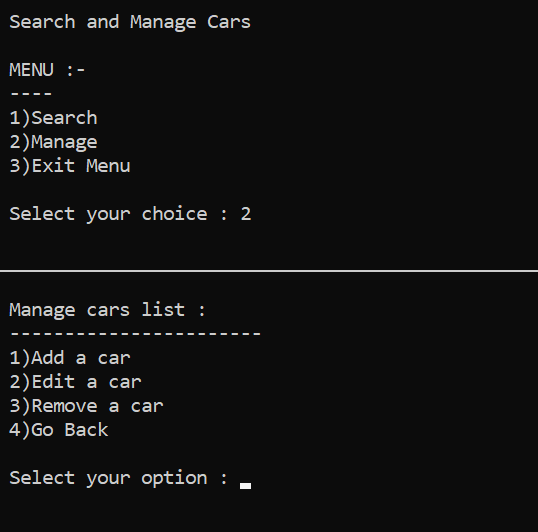 Search and Manage Cars
MENU :-
----
1)Search
2)Manage
3)Exit Menu
Select your choice : 2
Manage cars list :
-----------------------
1)Add a car
2)Edit a car
3)Remove a car
4)Go Back
Select your option :